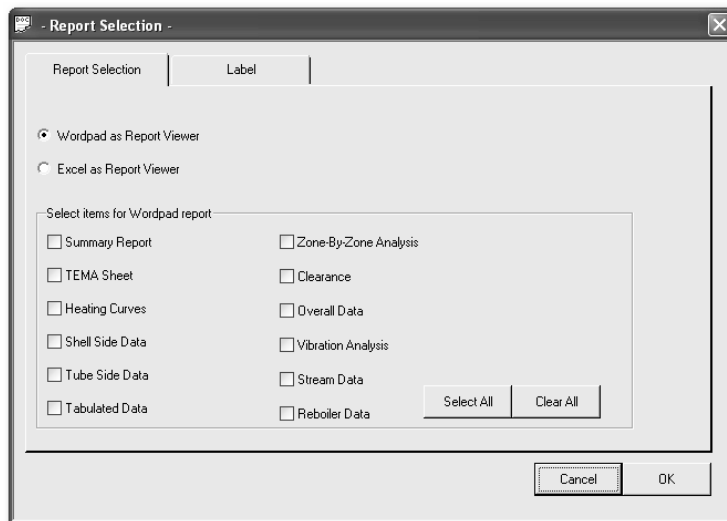 DOC
- Report Selection -
Report Selection
Label
Wordpad as Report Viewer
Excel as Report Viewer
Select items for Wordpad report
Summary Report
TEMA Sheet
Heating Curves
Shell Side Data
Tube Side Data
Tabulated Data
Zone-By-Zone Analysis
Clearance
Overall Data
Vibration Analysis
Stream Data
Reboiler Data
Select All
Clear All
Cancel
OK